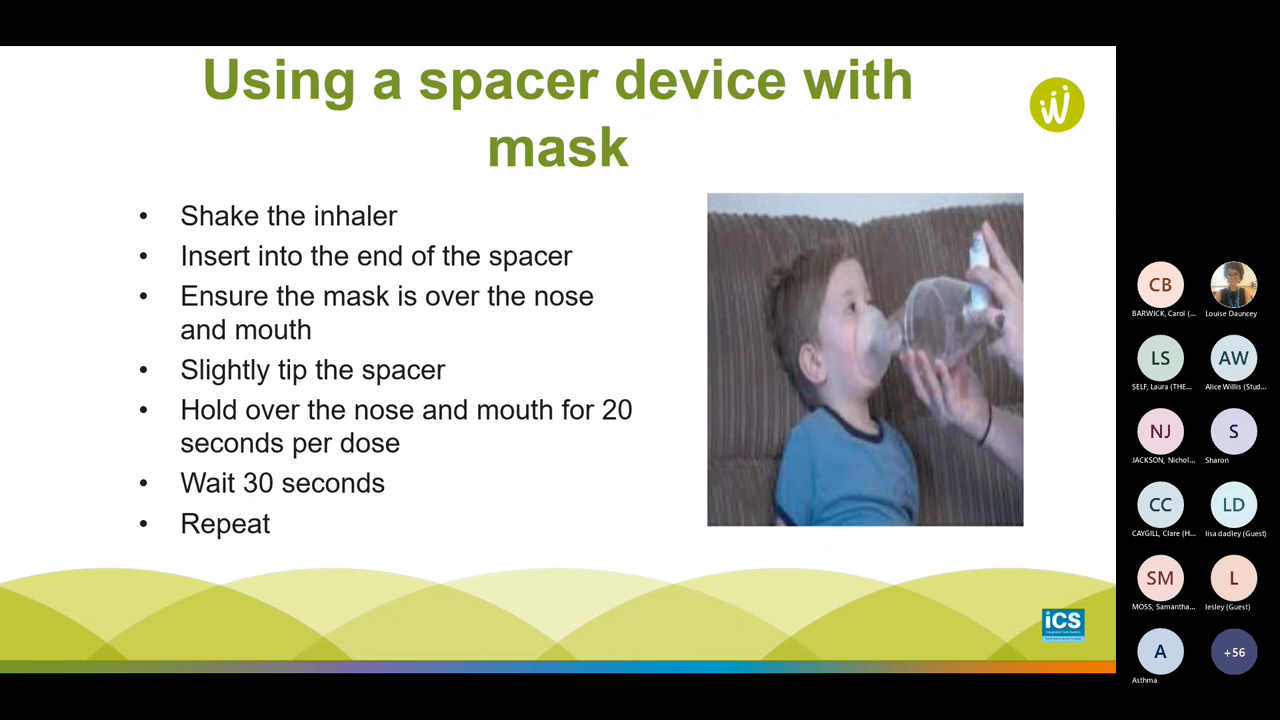 Using a spacer device with
mask
• Shake the inhaler
• Insert into the end of the spacer
• Ensure the mask is over the nose
and mouth
• Slightly tip the spacer
• Hold over the nose and mouth for 20
seconds per dose
• Wait 30 seconds
• Repeat
ics
CB
BARWICK, Carol (...
Louise Dauncey
LS
SELF, Laura (THE...
AW
Alice Willis (Stud...
NJ
JACKSON, Nichol...
S
Sharon
CC
CAYGILL, Clare (H...
LD
lisa dadley (Guest)
SM
MOSS, Samantha...
L
lesley (Guest)
A
Asthma
+56